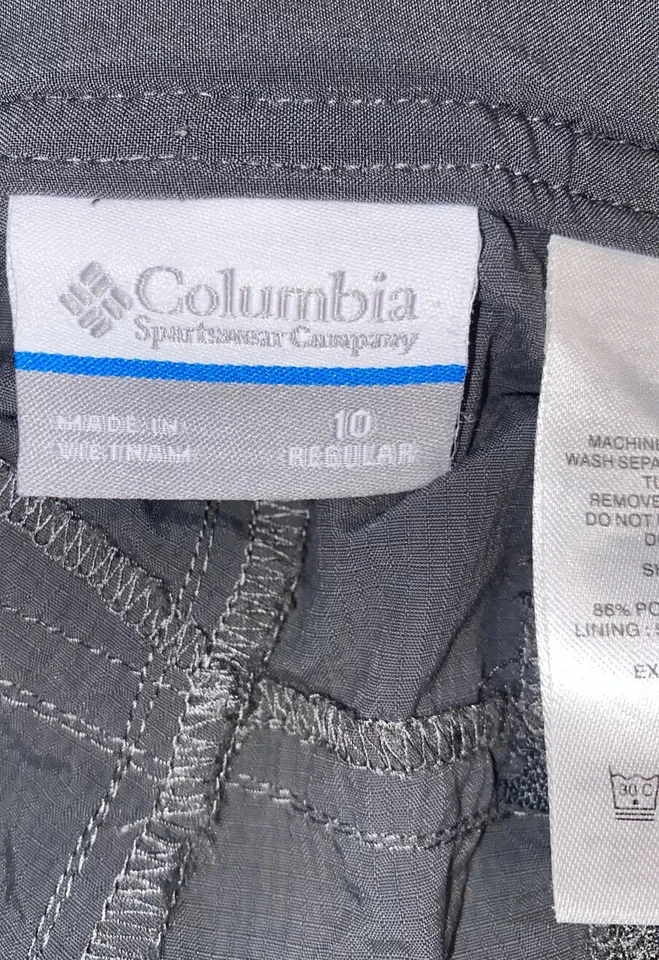 Columbia
Sportswear Company
MADE IN
VIETNAM
10
REGULAR
MACHINE
WASH SEPA
TU
REMOVE
DO NOT
D
86% PO
LINING :
EX
30 C